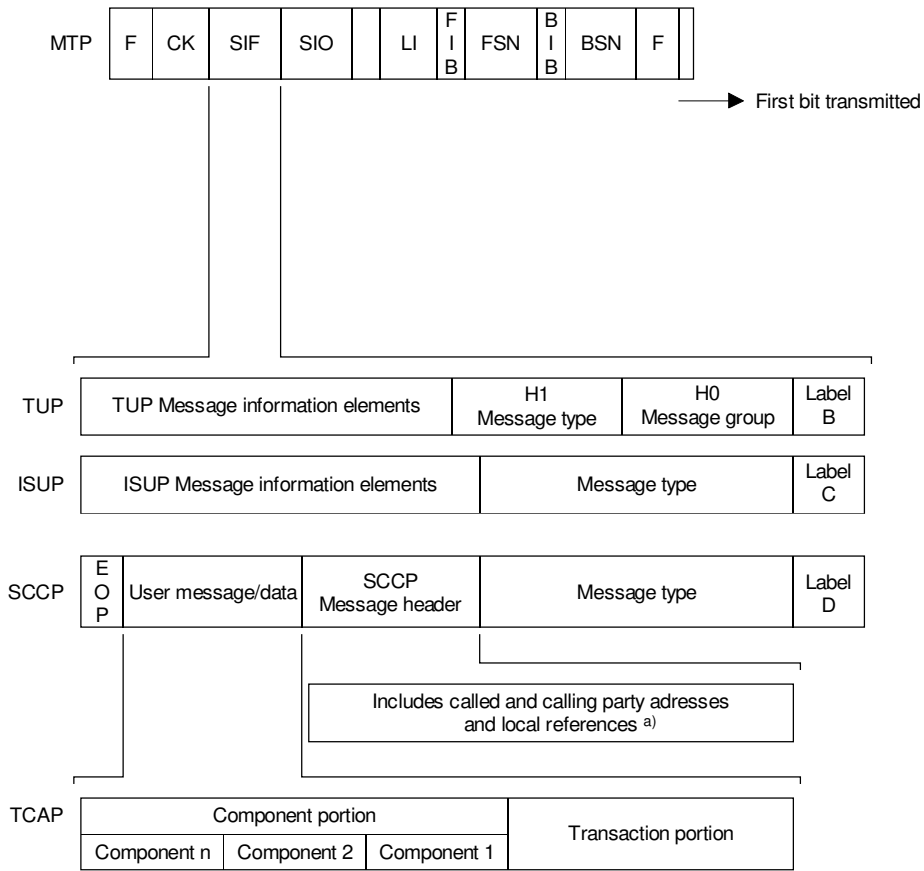 MTP F CK SIF SIO LI FIB FSN BIB BSN F
First bit transmitted
TUP TUP Message information elements H1 Message type H0 Message group Label B
ISUP ISUP Message information elements Message type Label C
SCCP EOP User message/data SCCP Message header Message type Label D
Includes called and calling party adresses
and local references a)
TCAP Component portion Transaction portion
Component n Component 2 Component 1